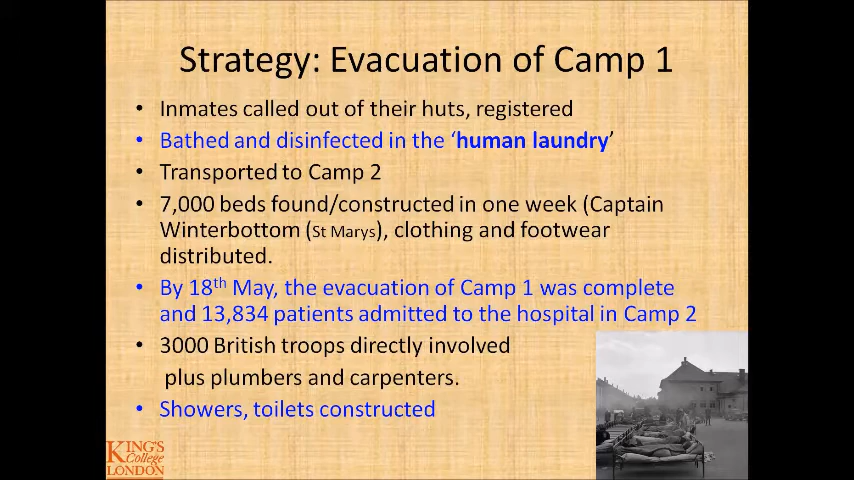 Strategy: Evacuation of Camp 1
• Inmates called out of their huts, registered
• Bathed and disinfected in the ‘human laundry’
• Transported to Camp 2
• 7,000 beds found/constructed in one week (Captain
Winterbottom (St Marys), clothing and footwear
distributed.
• By 18th May, the evacuation of Camp 1 was complete
and 13,834 patients admitted to the hospital in Camp 2
• 3000 British troops directly involved
plus plumbers and carpenters.
• Showers, toilets constructed
KING'S
College
LONDON